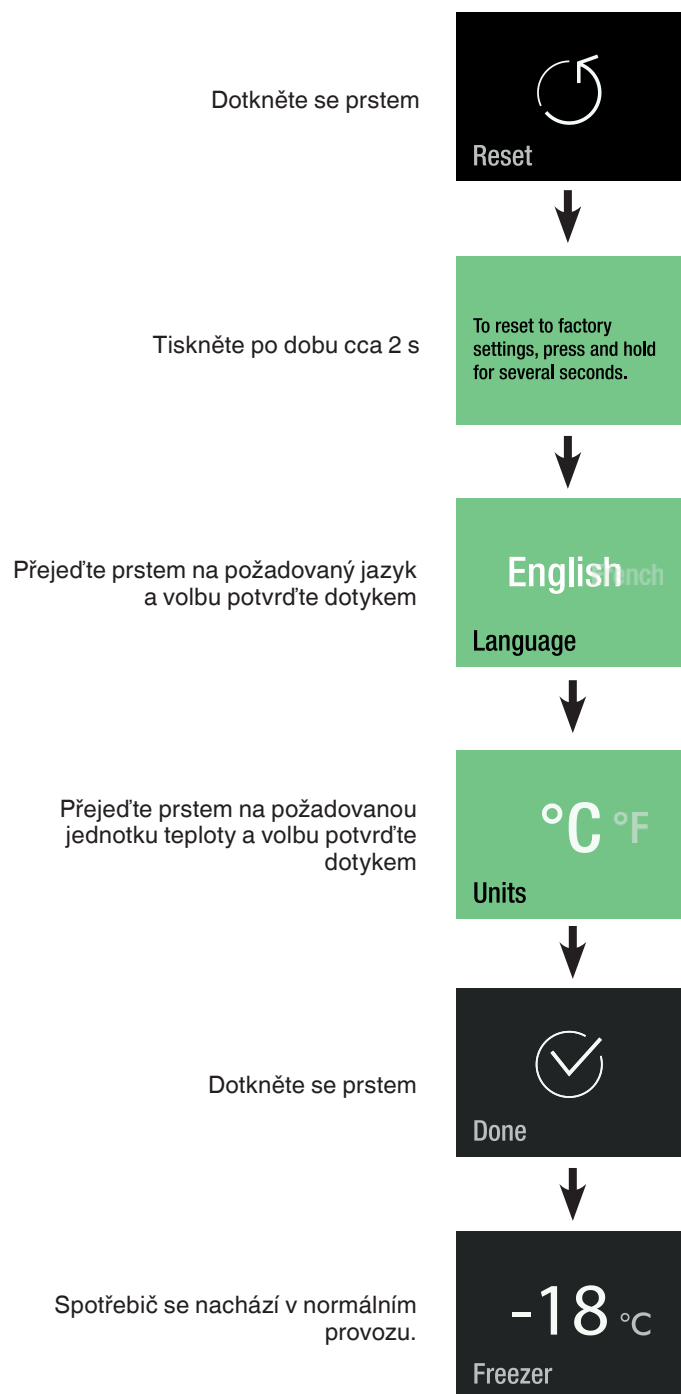 Dotkněte se prstem
Reset
Tiskněte po dobu cca 2 s
To reset to factory
settings, press and hold
for several seconds.
Přejeďte prstem na požadovaný jazyk
a volbu potvrďte dotykem
English French
Language
Přejeďte prstem na požadovanou
jednotku teploty a volbu potvrďte
dotykem
°C °F
Units
Dotkněte se prstem
Done
Spotřebič se nachází v normálním
provozu.
-18 °C
Freezer